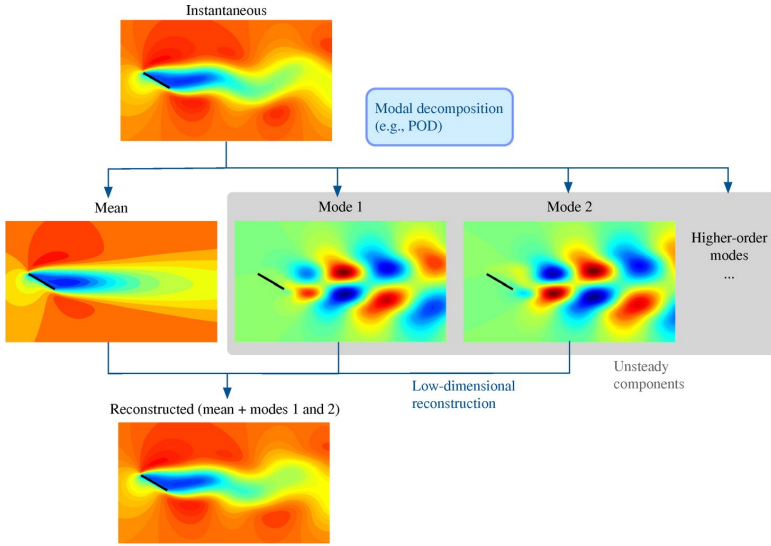 Instantaneous
Modal decomposition
(e.g., POD)
Mean
Mode 1
Mode 2
Higher-order
modes
...
Unsteady
components
Low-dimensional
reconstruction
Reconstructed (mean + modes 1 and 2)